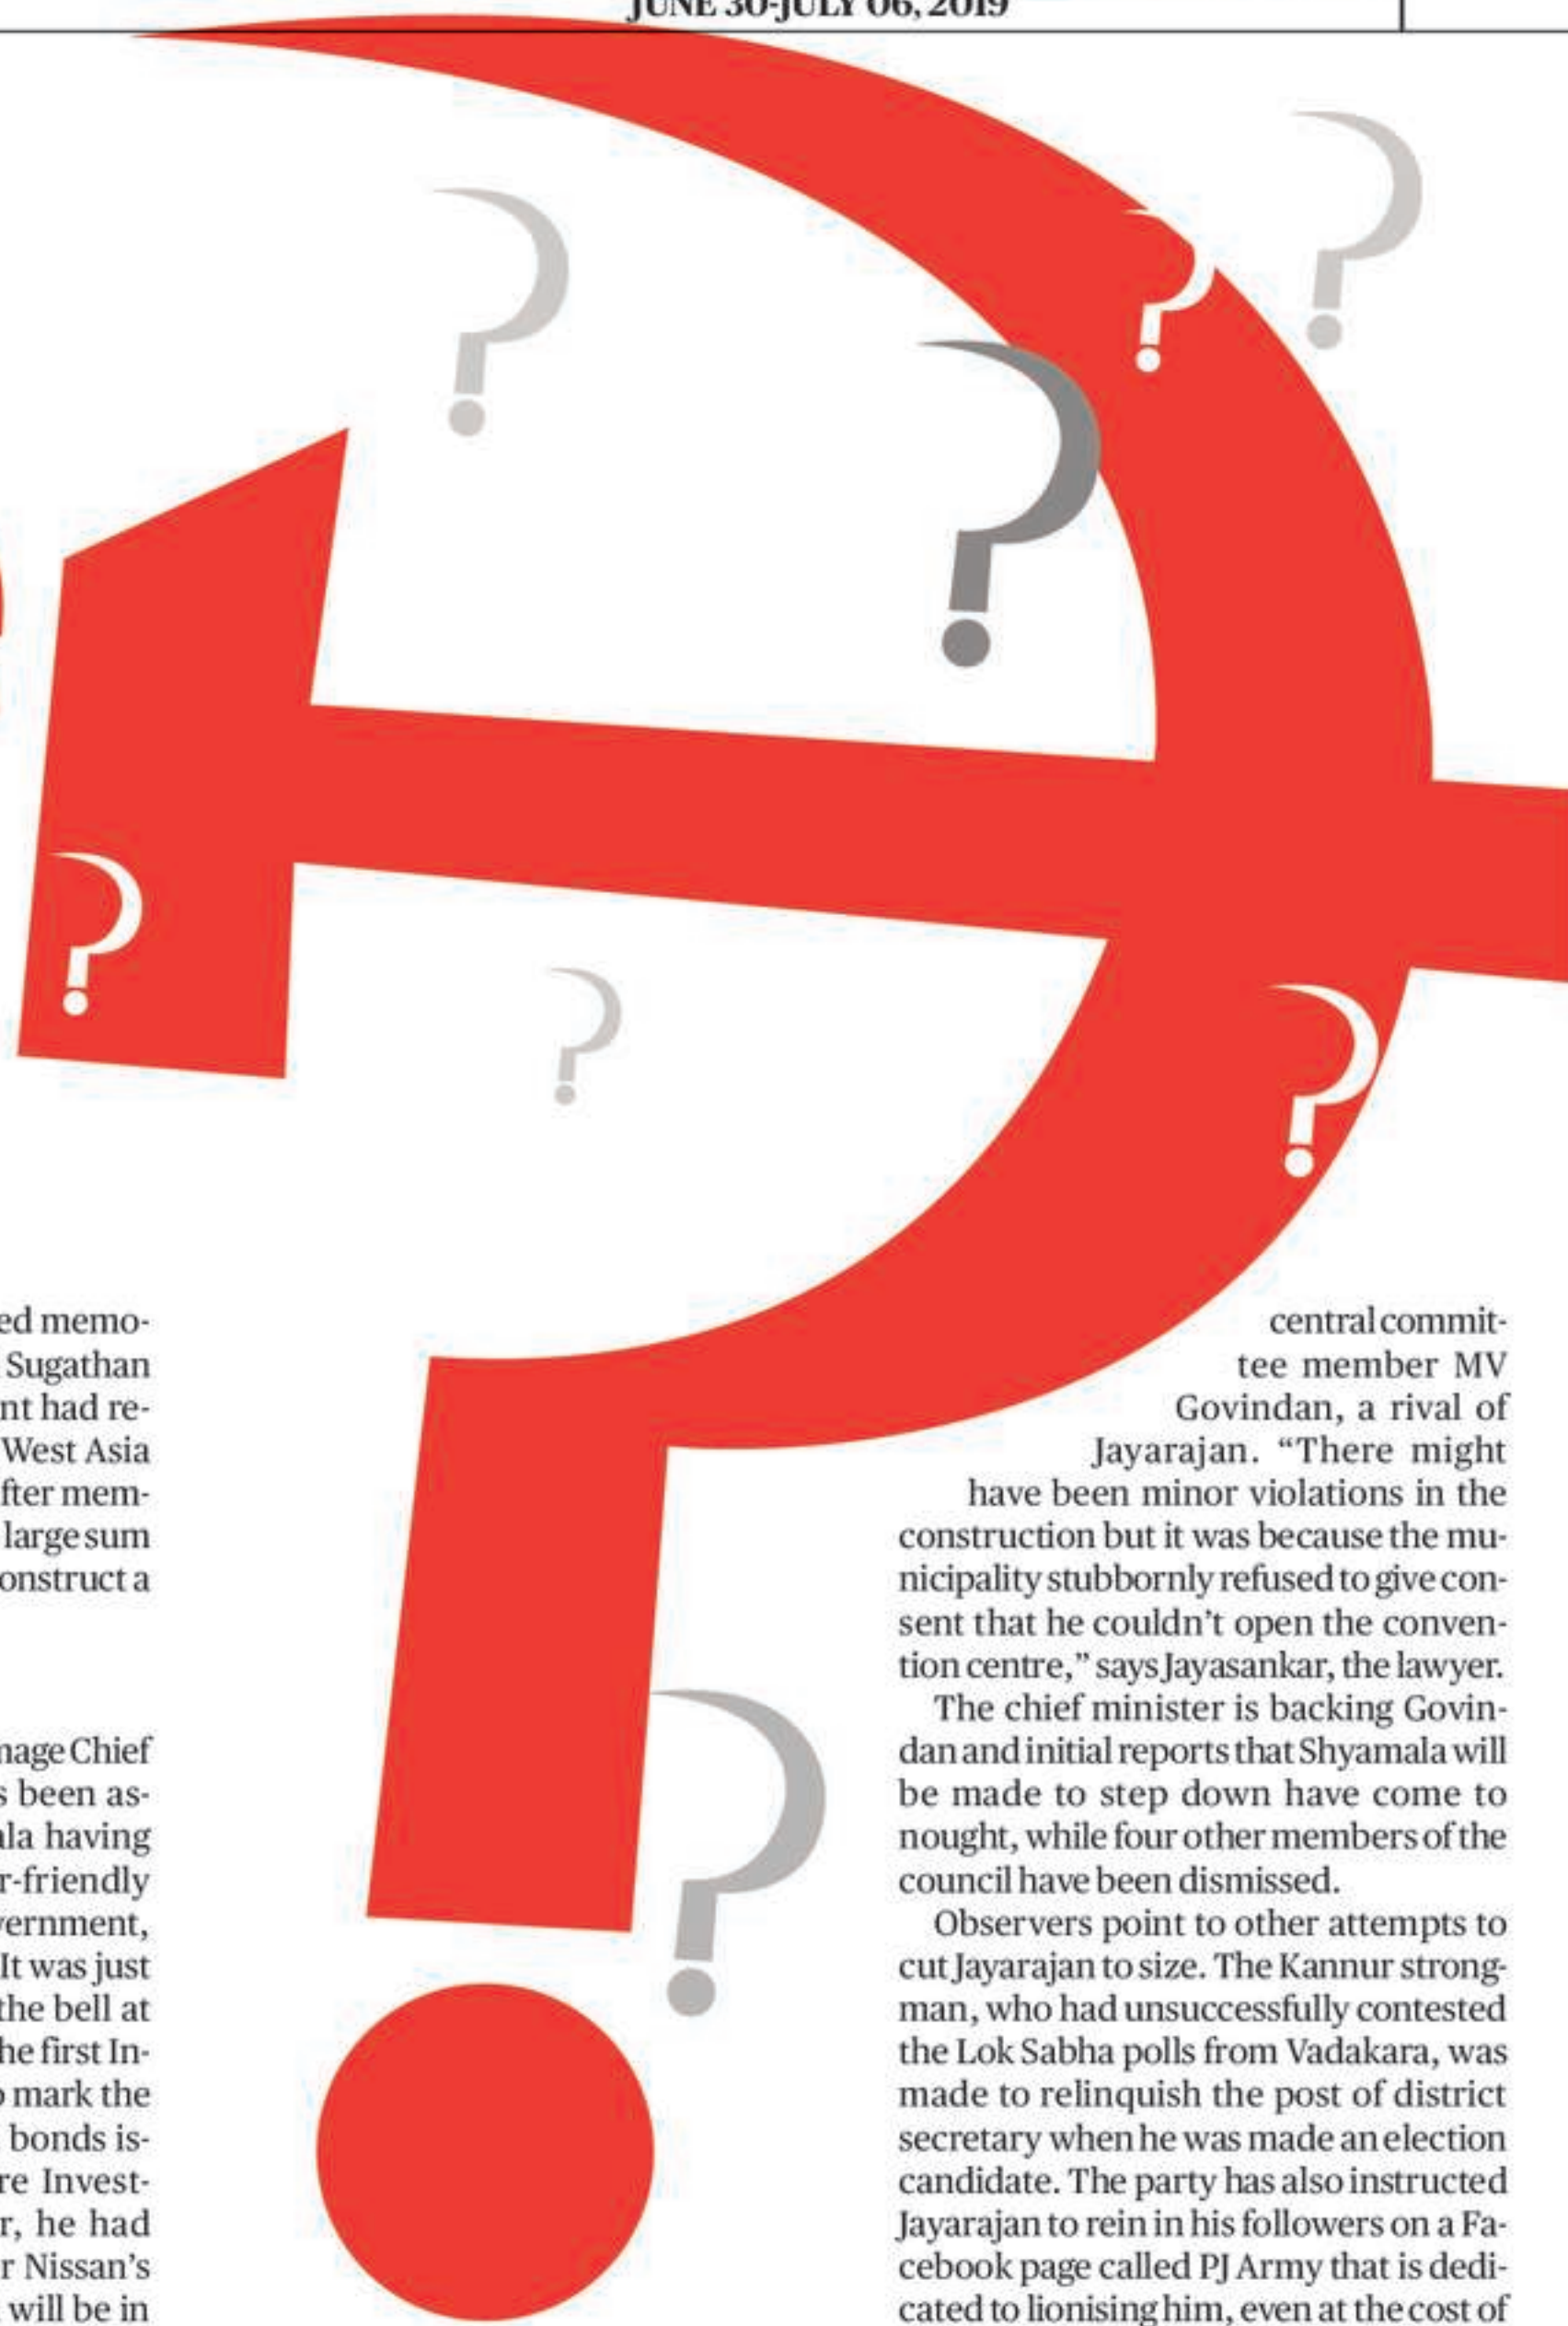 JUNE 30-JULY 06, 2019
ed memo-
Sugathan
nt had re-
West Asia
fter mem-
large sum
onstruct a
mage Chief
s been as-
ala having
r-friendly
vernment,
It was just
the bell at
he first In-
o mark the
bonds is-
re Invest-
r, he had
r Nissan's
will be in
central commit-
tee member MV
Govindan, a rival of
Jayarajan. “There might
have been minor violations in the
construction but it was because the mu-
nicipality stubbornly refused to give con-
sent that he couldn’t open the conven-
tion centre,” says Jayasankar, the lawyer.
The chief minister is backing Govin-
dan and initial reports that Shyamala will
be made to step down have come to
nought, while four other members of the
council have been dismissed.
Observers point to other attempts to
cut Jayarajan to size. The Kannur strong-
man, who had unsuccessfully contested
the Lok Sabha polls from Vadakara, was
made to relinquish the post of district
secretary when he was made an election
candidate. The party has also instructed
Jayarajan to rein in his followers on a Fa-
cebook page called PJ Army that is dedi-
cated to lionising him, even at the cost of